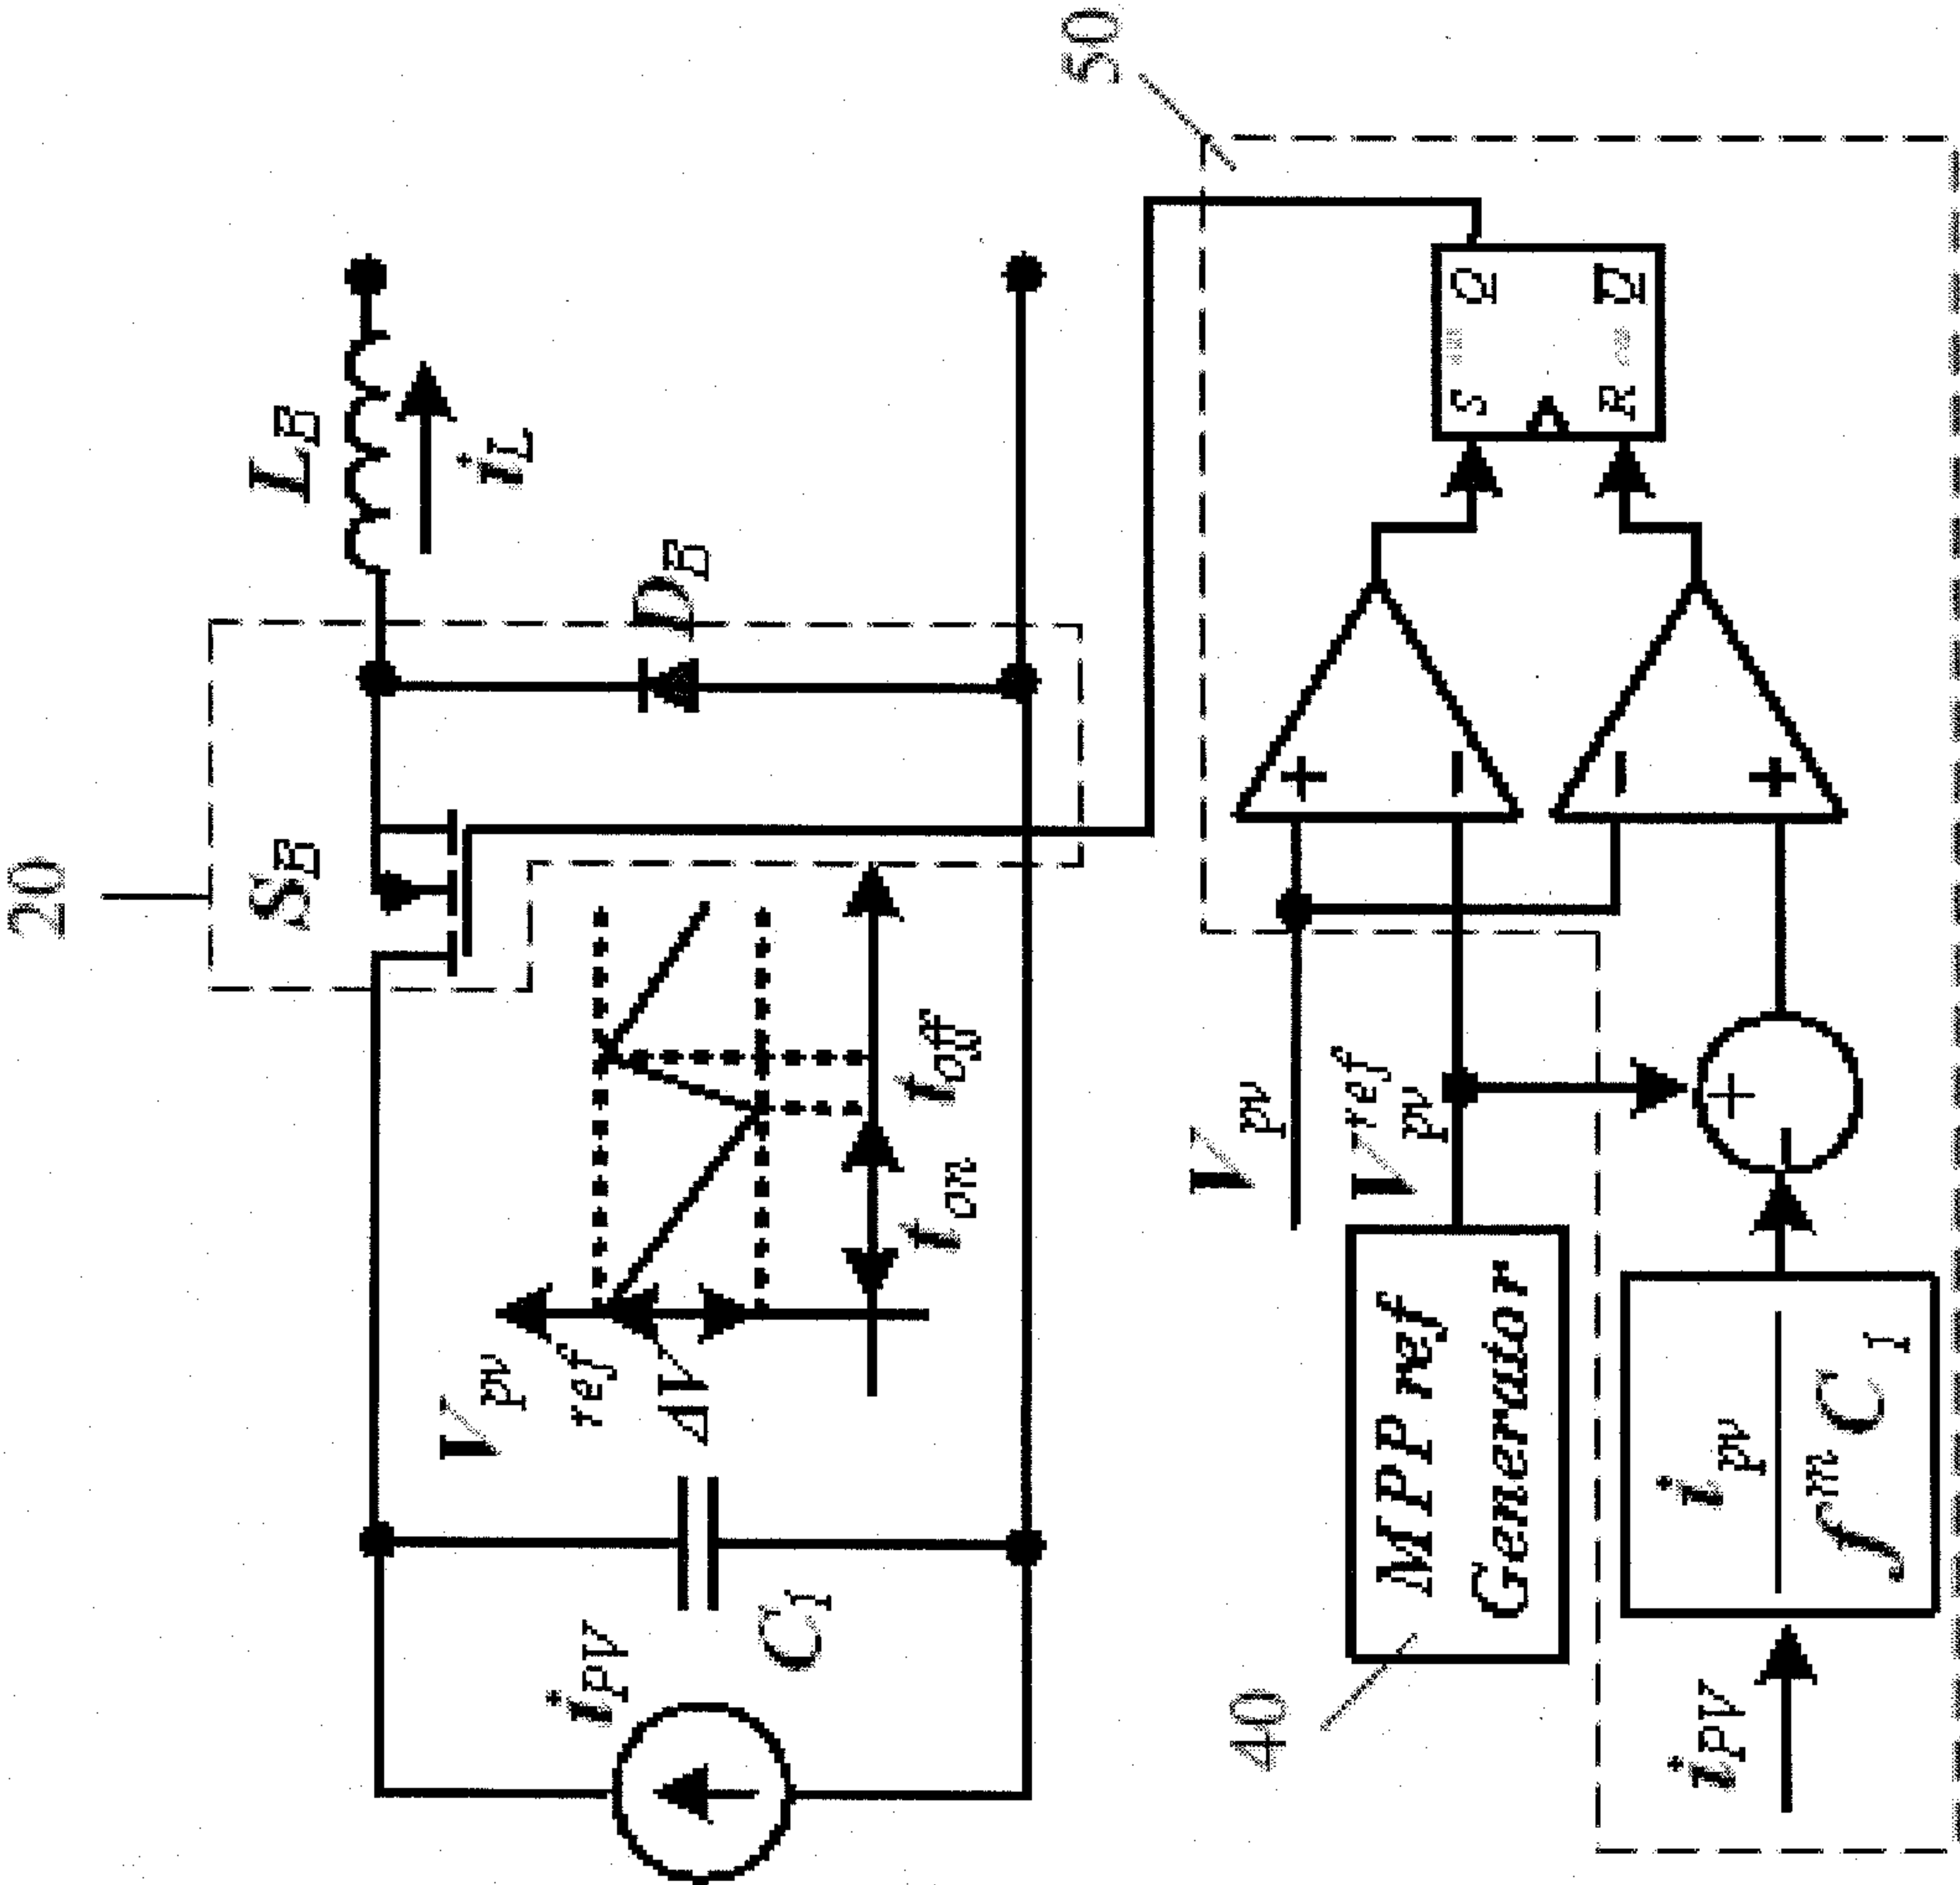 20
S_B
L_B
i_L
D_B
V_pv
ref
ΔV
t_on
t_off
i_PV
C_1
50
V_pv
V_pv^ref
40
MPP ref
Generator
+
-
-
+
S Q
R Q̅
+
-
i_PV
i_pv
f^m C_1